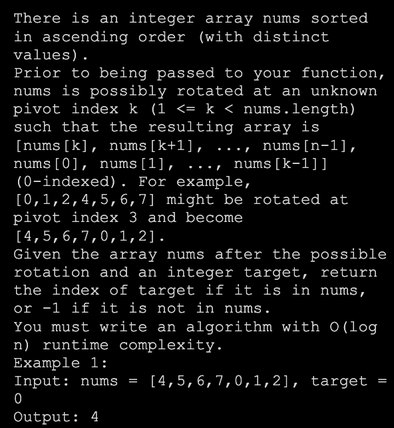 There is an integer array nums sorted
in ascending order (with distinct
values).
Prior to being passed to your function,
nums is possibly rotated at an unknown
pivot index k (1 <= k < nums.length)
such that the resulting array is
[nums[k], nums[k+1], ..., nums[n-1],
nums[0], nums[1], ..., nums[k-1]]
(0-indexed). For example,
[0,1,2,4,5,6,7] might be rotated at
pivot index 3 and become
[4,5,6,7,0,1,2].
Given the array nums after the possible
rotation and an integer target, return
the index of target if it is in nums,
or -1 if it is not in nums.
You must write an algorithm with O(log
n) runtime complexity.
Example 1:
Input: nums = [4,5,6,7,0,1,2], target =
0
Output: 4